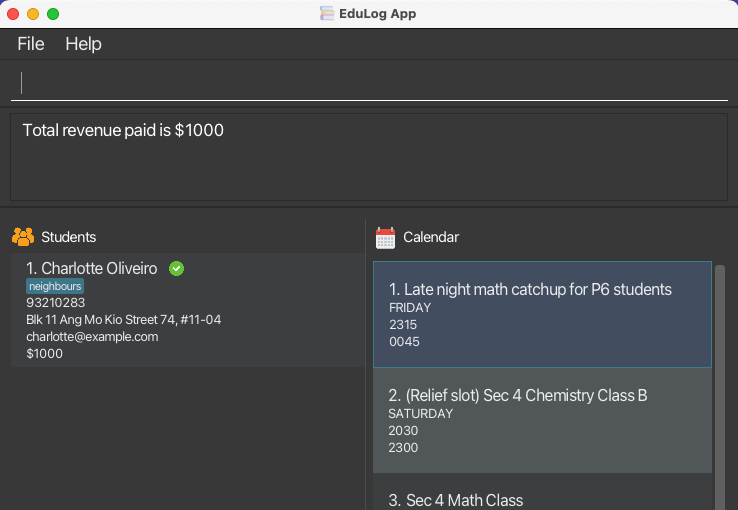 EduLog App
File Help
Total revenue paid is $1000
Students
1. Charlotte Oliveiro
neighbours
93210283
Blk 11 Ang Mo Kio Street 74, #11-04
charlotte@example.com
$1000
Calendar
1. Late night math catchup for P6 students
FRIDAY
2315
0045
2. (Relief slot) Sec 4 Chemistry Class B
SATURDAY
2030
2300
3. Sec 4 Math Class